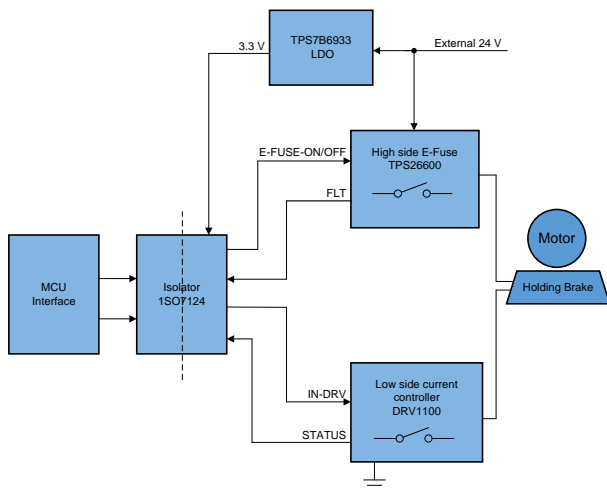 TPS7B6933
LDO
3.3 V
External 24 V
E-FUSE-ON/OFF
High side E-Fuse
TPS26600
FLT
Motor
Holding Brake
MCU
Interface
Isolator
1SO7124
IN-DRV
Low side current
controller
DRV1100
STATUS